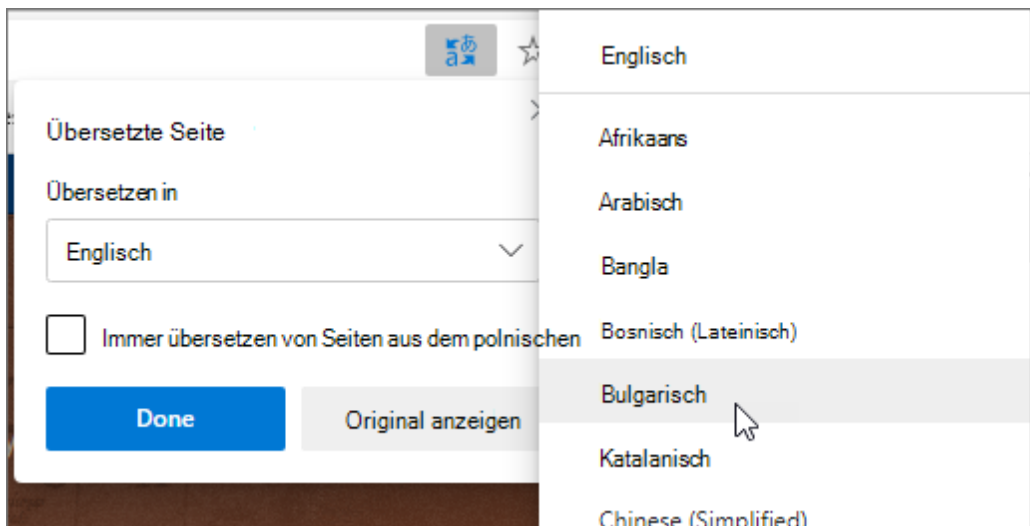 Übersetzte Seite
Übersetzen in
Englisch
Immer übersetzen von Seiten aus dem polnischen
Done
Original anzeigen
Englisch
Afrikaans
Arabisch
Bangla
Bosnisch (Lateinisch)
Bulgarisch
Katalanisch
Chinese (Simplified)